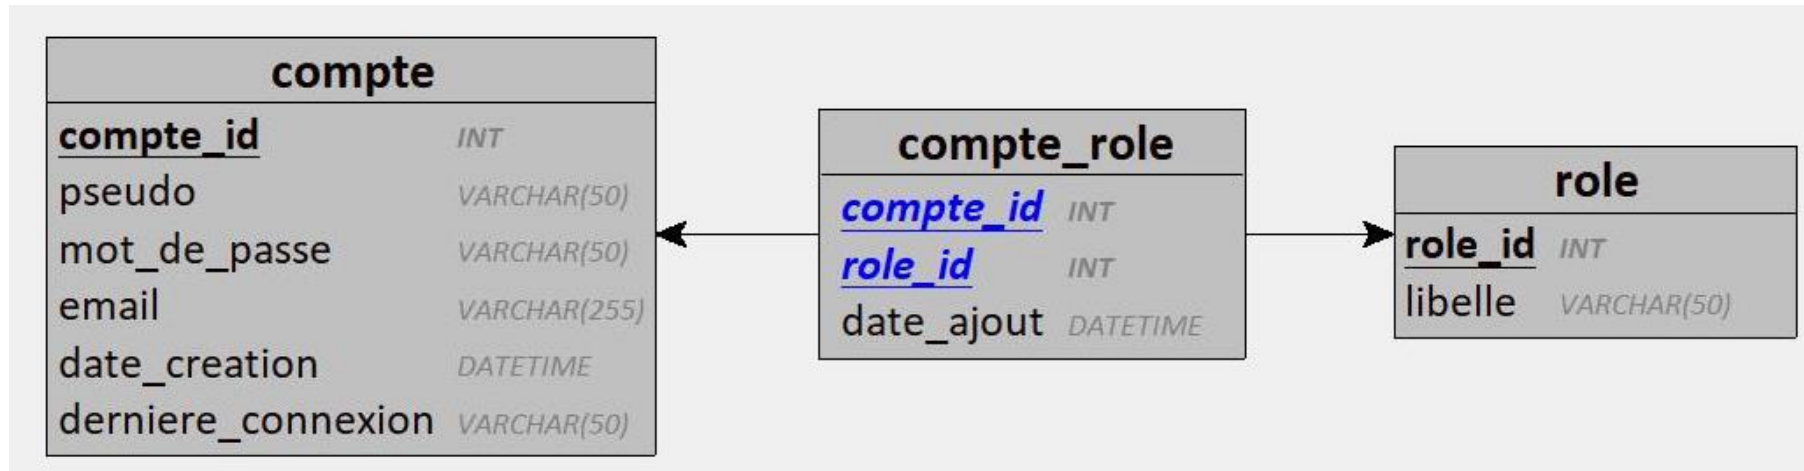 compte
compte_id INT
pseudo VARCHAR(50)
mot_de_passe VARCHAR(50)
email VARCHAR(255)
date_creation DATETIME
derniere_connexion VARCHAR(50)
compte_role
compte_id INT
role_id INT
date_ajout DATETIME
role
role_id INT
libelle VARCHAR(50)